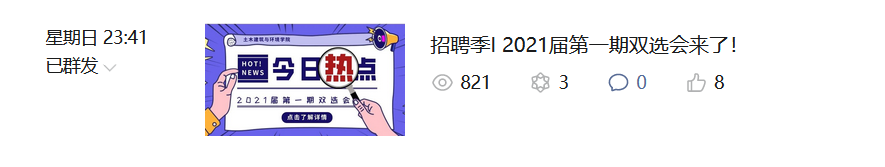 星期日 23:41
已群发
土木建筑与环境学院
HOT!
NEWS
今日热点
2021届第一期双选会
点击了解详情
招聘季I 2021届第一期双选会来了!
821
3
0
8